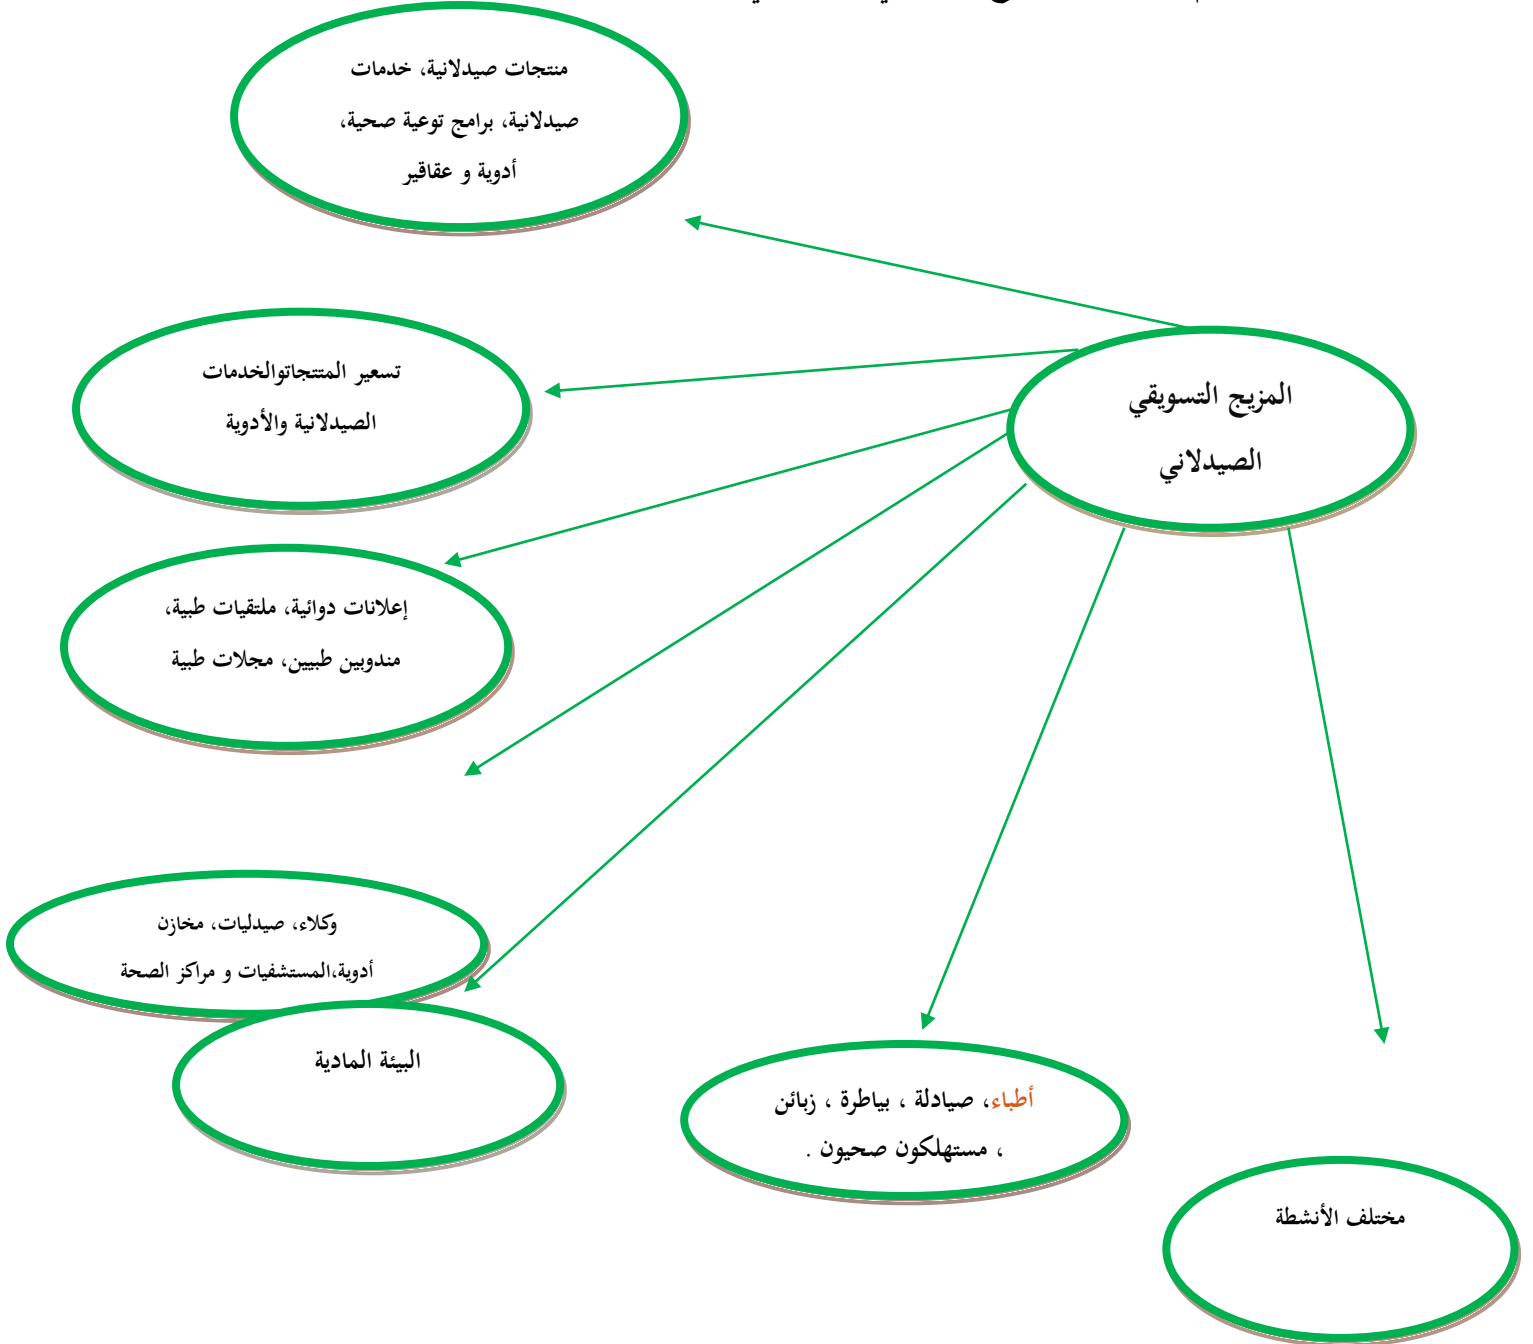 منتجات صيدلانية، خدمات
صيدلانية، برامج توعية صحية،
أدوية و عقاقير
المزيج التسويقي
الصيدلاني
تسعير المنتجاتوالخدمات
الصيدلانية والأدوية
إعلانات دوائية، ملتقيات طبية،
مندوبين طبيين، مجلات طبية
وكلاء، صيدليات، مخازن
أدوية،المستشفيات و مراكز الصحة
البيئة المادية
أطباء، صيادلة ، بياطرة ، زبائن
، مستهلكون صحيون .
مختلف الأنشطة